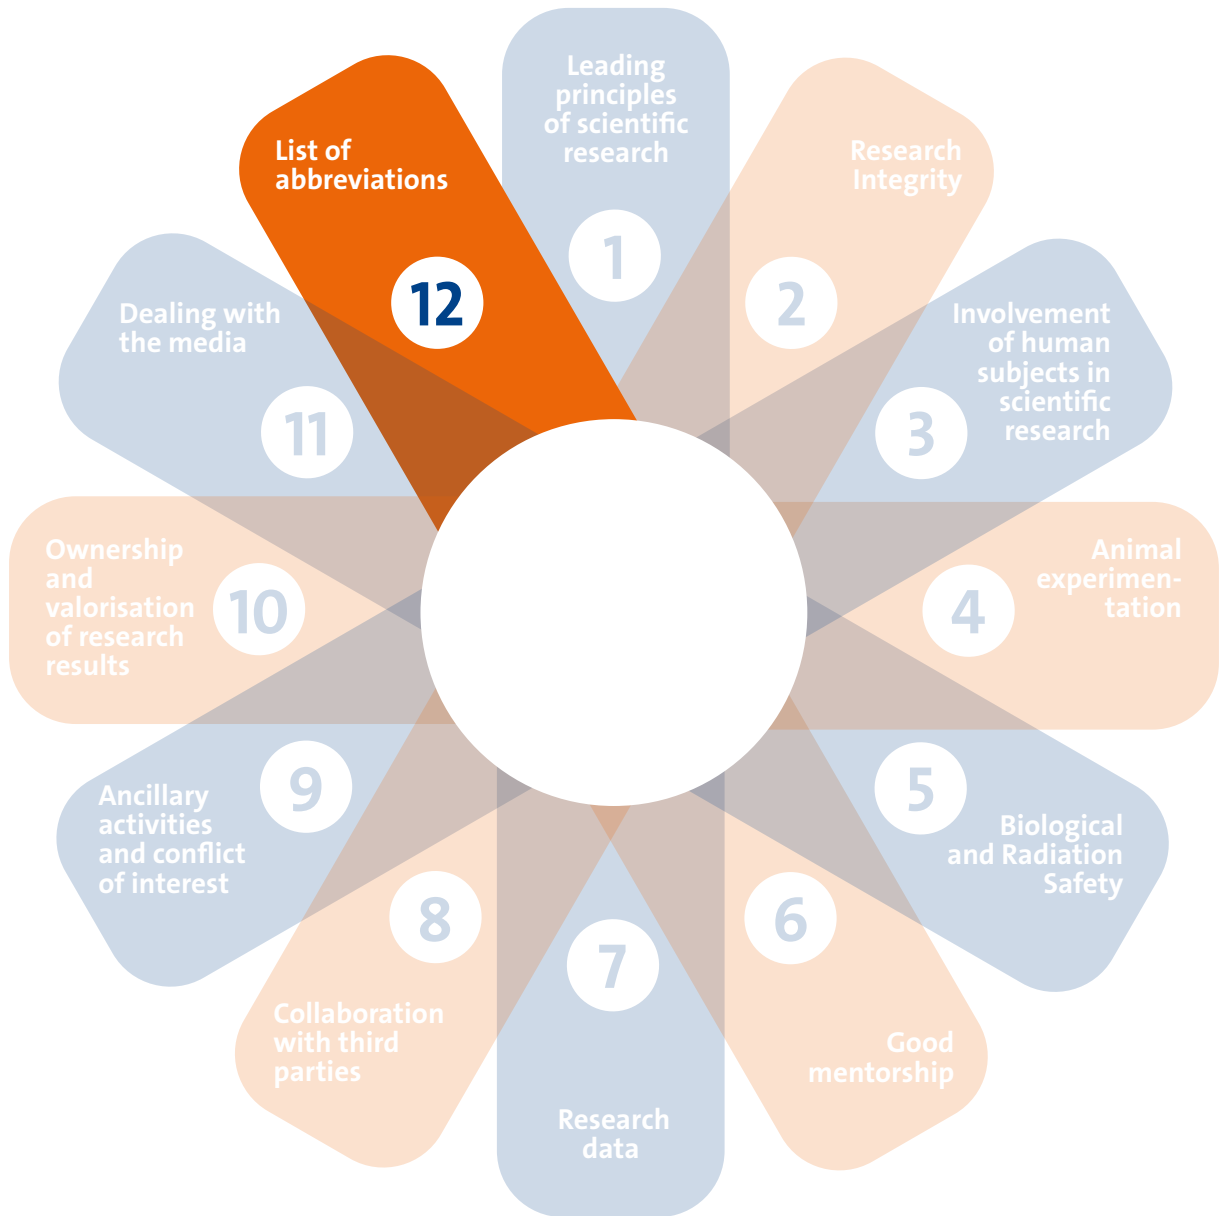 Leading
principles
of scientific
research
1
Research
Integrity
2
Involvement
of human
subjects in
scientific
research
3
Animal
experimen-
tation
4
Biological
and Radiation
Safety
5
Good
mentorship
6
Research
data
7
Collaboration
with third
parties
8
Ancillary
activities
and conflict
of interest
9
Ownership
and
valorisation
of research
results
10
Dealing with
the media
11
List of
abbreviations
12